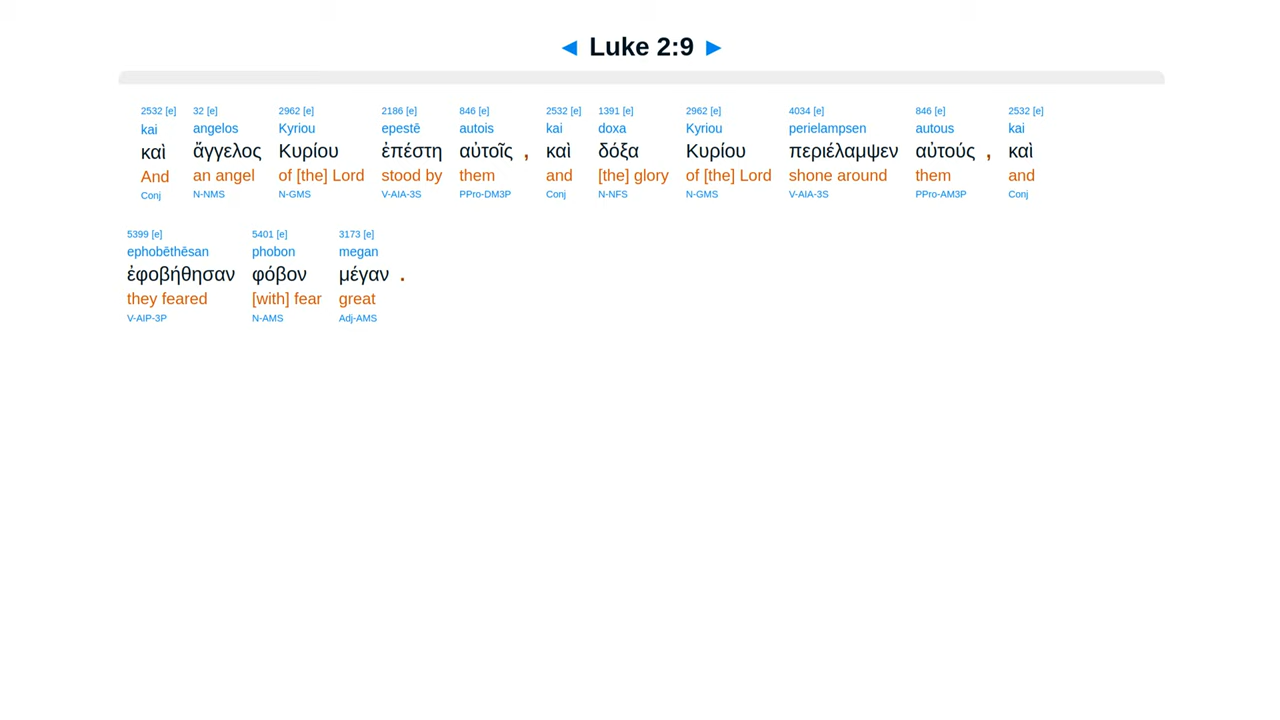 ◄ Luke 2:9 ►
2532 [e] 32 [e] 2962 [e] 2186 [e] 846 [e] 2532 [e] 1391 [e] 2962 [e] 4034 [e] 846 [e] 2532 [e]
kai angelos Kyriou epestē autois kai doxa Kyriou perielampsen autous kai
καὶ ἄγγελος Κυρίου ἐπέστη αὐτοῖς , καὶ δόξα Κυρίου περιέλαμψεν αὐτούς , καὶ
And an angel of [the] Lord stood by them and [the] glory of [the] Lord shone around them and
Conj N-NMS N-GMS V-AIA-3S PPro-DM3P Conj N-NFS N-GMS V-AIA-3S PPro-AM3P Conj
5399 [e] 5401 [e] 3173 [e]
ephobēthēsan phobon megan
ἐφοβήθησαν φόβον μέγαν .
they feared [with] fear great
V-AIP-3P N-AMS Adj-AMS